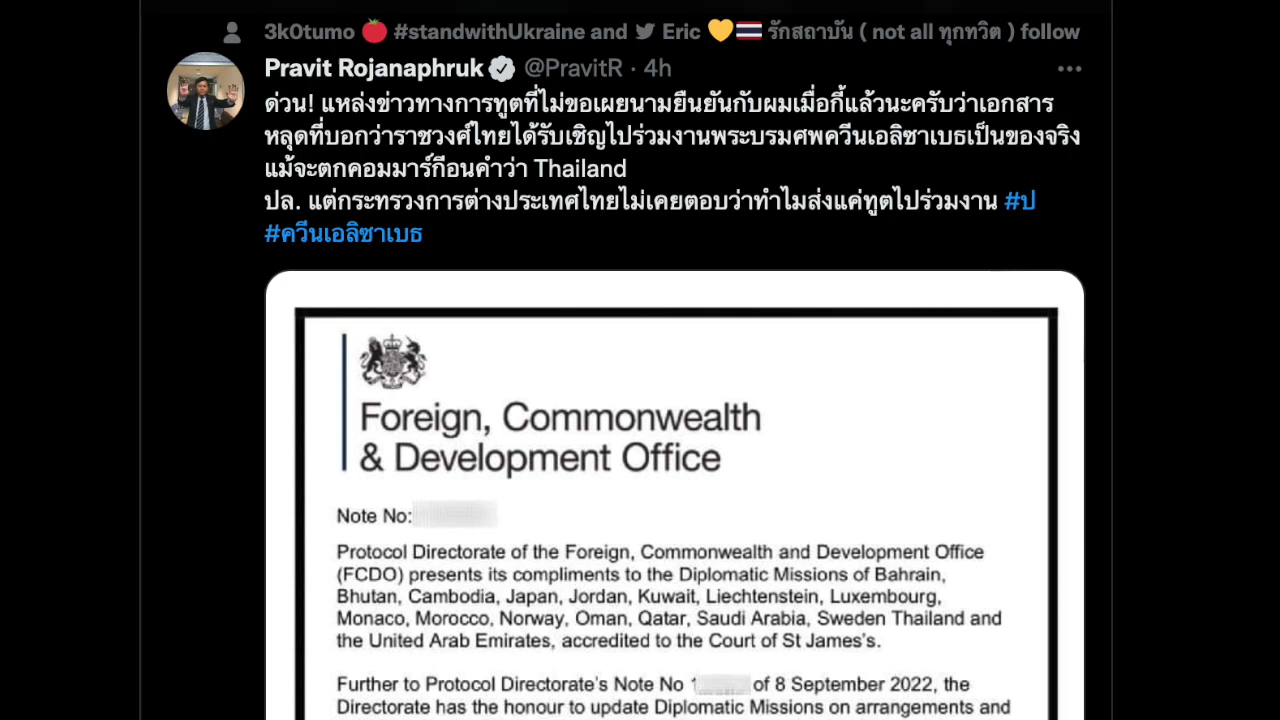 3k0tumo 🍅 #standwithUkraine and Eric 💛🇹🇭 รักสถาบัน ( not all ทุกทวิต ) follow
Pravit Rojanaphruk @PravitR · 4h
ด่วน! แหล่งข่าวทางการทูตที่ไม่ขอเผยนามยืนยันกับผมเมื่อกี้แล้วนะครับว่าเอกสาร
หลุดที่บอกว่าราชวงศ์ไทยได้รับเชิญไปร่วมงานพระบรมศพควีนเอลิซาเบธเป็นของจริง
แม้จะตกคอมมาร์กีอนคำว่า Thailand
ปล. แต่กระทรวงการต่างประเทศไทยไม่เคยตอบว่าทำไมส่งแค่ทูตไปร่วมงาน #ป
#ควีนเอลิซาเบธ
Foreign, Commonwealth
& Development Office
Note No:
Protocol Directorate of the Foreign, Commonwealth and Development Office
(FCDO) presents its compliments to the Diplomatic Missions of Bahrain,
Bhutan, Cambodia, Japan, Jordan, Kuwait, Liechtenstein, Luxembourg,
Monaco, Morocco, Norway, Oman, Qatar, Saudi Arabia, Sweden Thailand and
the United Arab Emirates, accredited to the Court of St James's.
Further to Protocol Directorate's Note No 1 of 8 September 2022, the
Directorate has the honour to update Diplomatic Missions on arrangements and